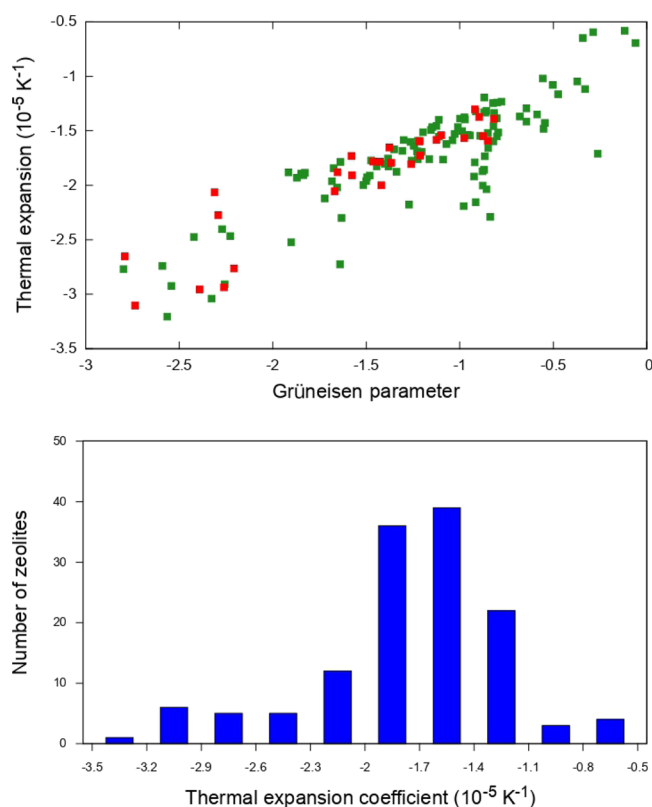 -0.5
-1
-1.5
-2
-2.5
-3
-3.5
Thermal expansion (10⁻⁵ K⁻¹)
-3 -2.5 -2 -1.5 -1 -0.5 0
Grüneisen parameter
50
40
30
20
10
0
Number of zeolites
-3.5 -3.2 -2.9 -2.6 -2.3 -2 -1.7 -1.4 -1.1 -0.8 -0.5
Thermal expansion coefficient (10⁻⁵ K⁻¹)